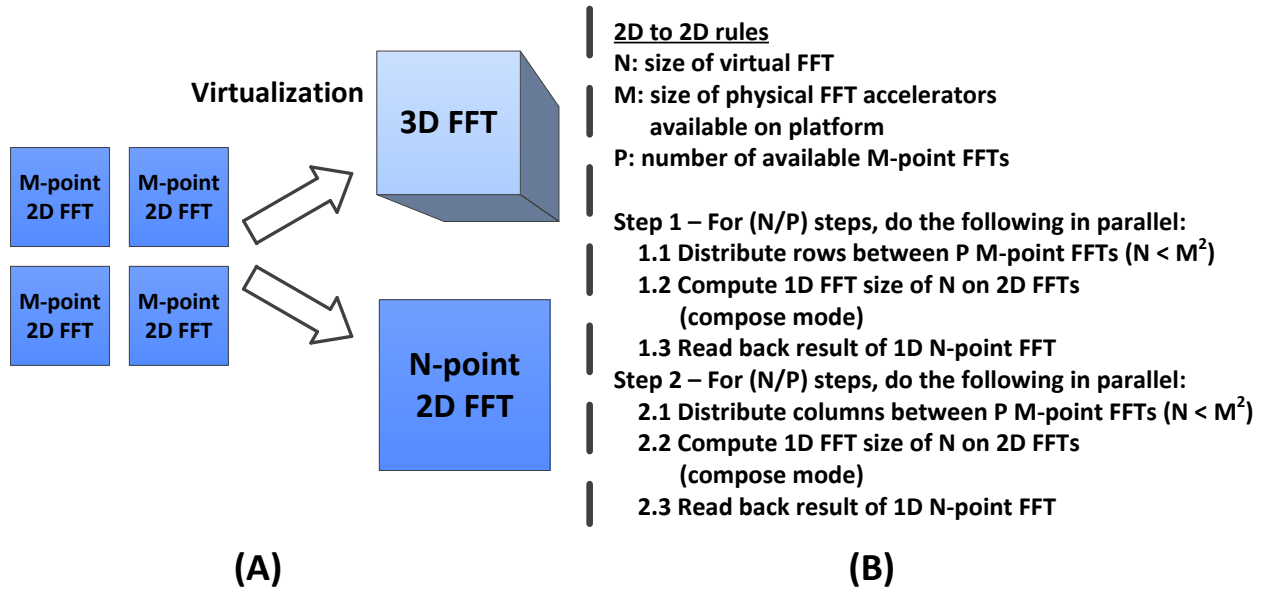 Virtualization
3D FFT
M-point
2D FFT
M-point
2D FFT
M-point
2D FFT
M-point
2D FFT
N-point
2D FFT
(A)
2D to 2D rules
N: size of virtual FFT
M: size of physical FFT accelerators
available on platform
P: number of available M-point FFTs
Step 1 – For (N/P) steps, do the following in parallel:
1.1 Distribute rows between P M-point FFTs (N < M²)
1.2 Compute 1D FFT size of N on 2D FFTs
(compose mode)
1.3 Read back result of 1D N-point FFT
Step 2 – For (N/P) steps, do the following in parallel:
2.1 Distribute columns between P M-point FFTs (N < M²)
2.2 Compute 1D FFT size of N on 2D FFTs
(compose mode)
2.3 Read back result of 1D N-point FFT
(B)